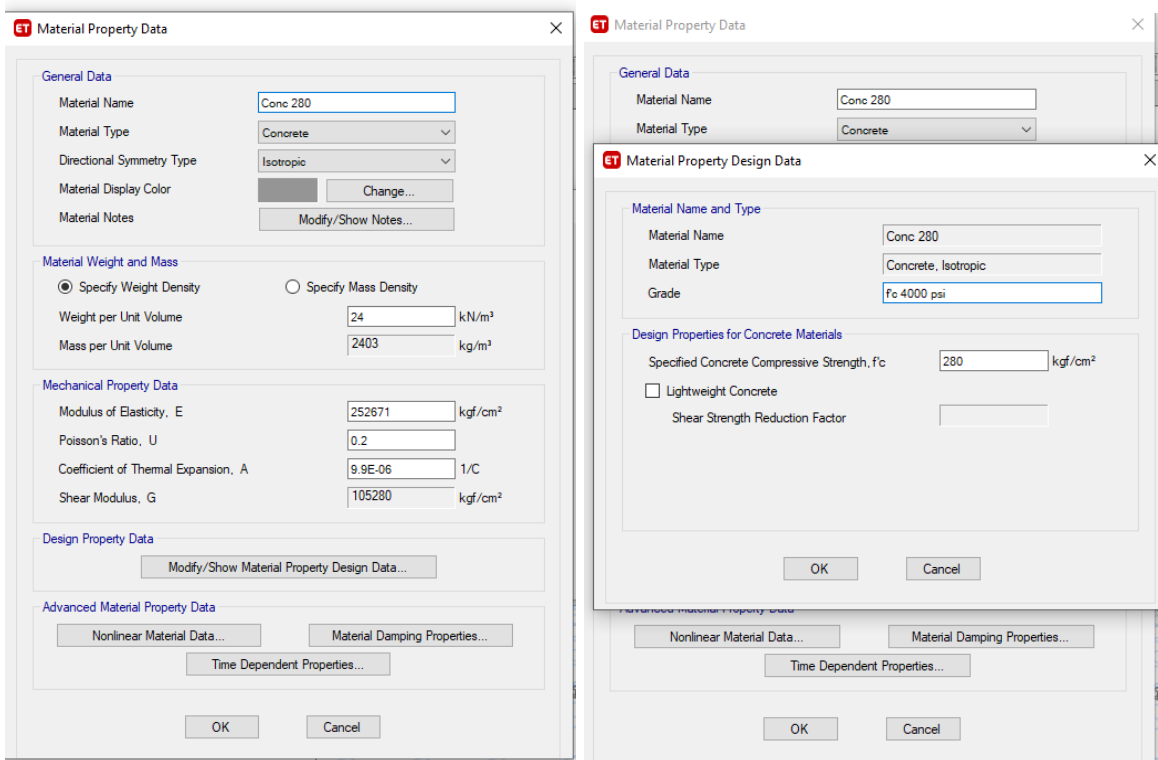 ET Material Property Data
General Data
Material Name Conc 280
Material Type Concrete
Directional Symmetry Type Isotropic
Material Display Color Change...
Material Notes Modify/Show Notes...
Material Weight and Mass
Specify Weight Density Specify Mass Density
Weight per Unit Volume 24 kN/m³
Mass per Unit Volume 2403 kg/m³
Mechanical Property Data
Modulus of Elasticity, E 252671 kgf/cm²
Poisson's Ratio, U 0.2
Coefficient of Thermal Expansion, A 9.9E-06 1/C
Shear Modulus, G 105280 kgf/cm²
Design Property Data
Modify/Show Material Property Design Data...
Advanced Material Property Data
Nonlinear Material Data... Material Damping Properties...
Time Dependent Properties...
OK Cancel
ET Material Property Data
General Data
Material Name Conc 280
Material Type Concrete
ET Material Property Design Data
Material Name and Type
Material Name Conc 280
Material Type Concrete, Isotropic
Grade f'c 4000 psi
Design Properties for Concrete Materials
Specified Concrete Compressive Strength, f'c 280 kgf/cm²
Lightweight Concrete
Shear Strength Reduction Factor
OK Cancel
Advanced Material Property Data
Nonlinear Material Data... Material Damping Properties...
Time Dependent Properties...
OK Cancel